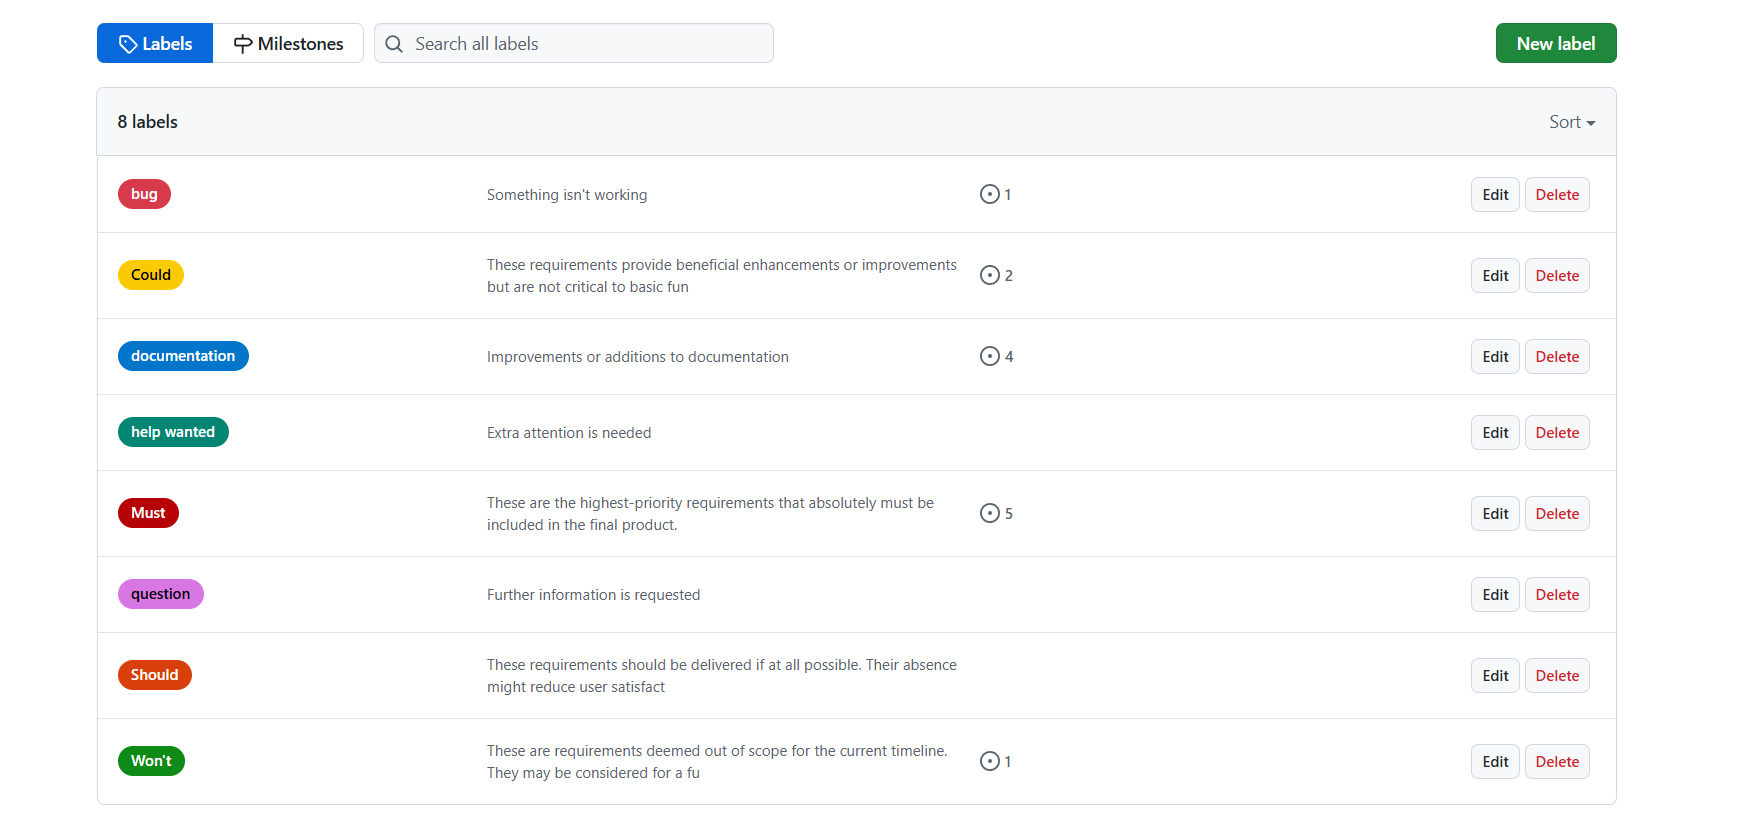 Labels Milestones Search all labels New label
8 labels Sort
bug Something isn't working 1 Edit Delete
Could These requirements provide beneficial enhancements or improvements
but are not critical to basic fun 2 Edit Delete
documentation Improvements or additions to documentation 4 Edit Delete
help wanted Extra attention is needed Edit Delete
Must These are the highest-priority requirements that absolutely must be
included in the final product. 5 Edit Delete
question Further information is requested Edit Delete
Should These requirements should be delivered if at all possible. Their absence
might reduce user satisfact Edit Delete
Won't These are requirements deemed out of scope for the current timeline.
They may be considered for a fu 1 Edit Delete